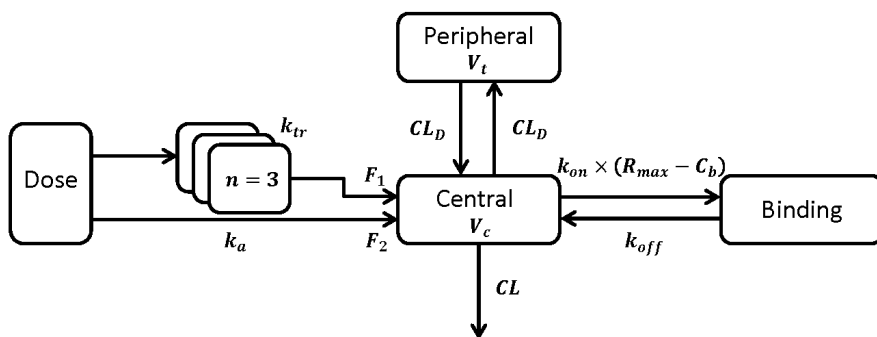 Peripheral
V_t
k_tr
CL_D
CL_D
k_on × (R_max − C_b)
Dose
n = 3
F_1
Central
V_c
Binding
k_a
F_2
k_off
CL